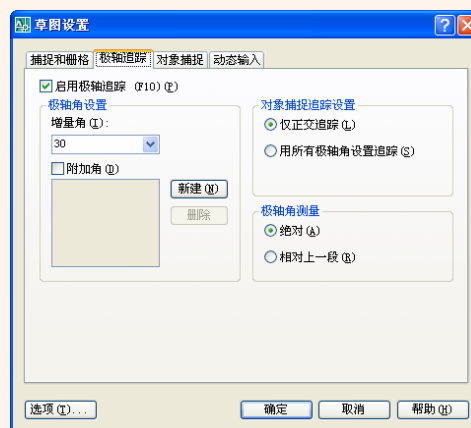 草图设置
捕捉和栅格 极轴追踪 对象捕捉 动态输入
启用极轴追踪 (F10)(P)
极轴角设置
增量角(I):
30
附加角(D)
新建(N)
删除
对象捕捉追踪设置
仅正交追踪(L)
用所有极轴角设置追踪(S)
极轴角测量
绝对(A)
相对上一段(R)
选项(T)... 确定 取消 帮助(H)